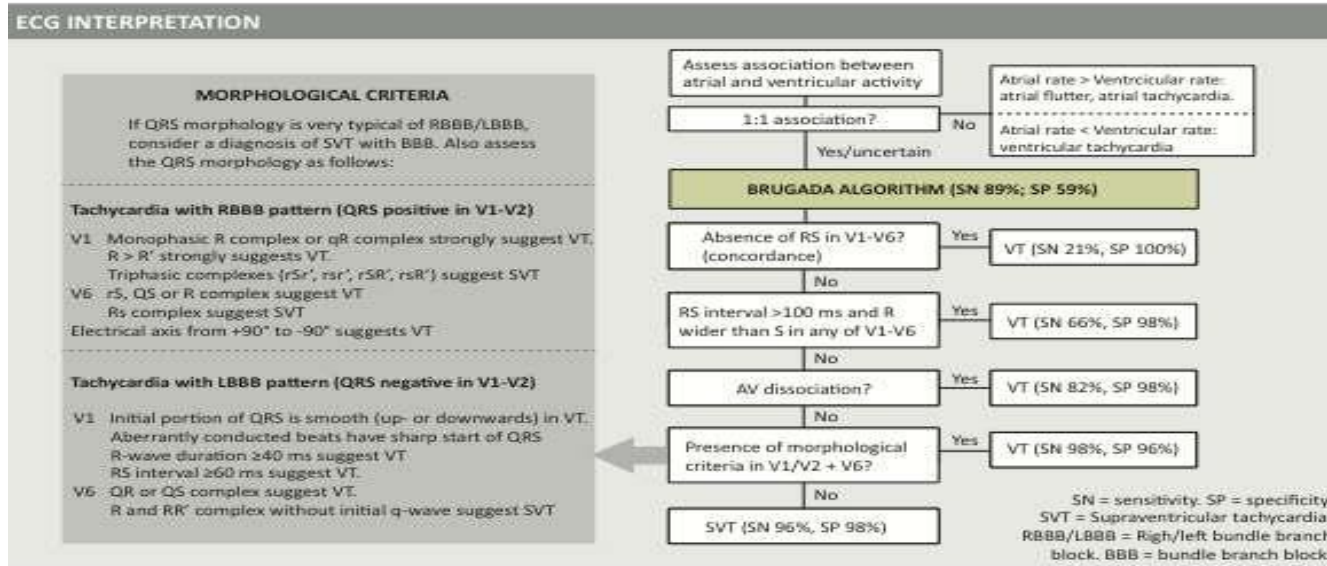 ECG INTERPRETATION
MORPHOLOGICAL CRITERIA
If QRS morphology is very typical of RBBB/LBBB,
consider a diagnosis of SVT with BBB. Also assess
the QRS morphology as follows:
Tachycardia with RBBB pattern (QRS positive in V1-V2)
V1 Monophasic R complex or qR complex strongly suggest VT.
R > R' strongly suggests VT.
Triphasic complexes (rSr', rsr', rSR', rsR') suggest SVT
V6 rS, QS or R complex suggest VT
Rs complex suggest SVT
Electrical axis from +90° to -90° suggests VT
Tachycardia with LBBB pattern (QRS negative in V1-V2)
V1 Initial portion of QRS is smooth (up- or downwards) in VT.
Aberrantly conducted beats have sharp start of QRS
R-wave duration ≥40 ms suggest VT
RS interval ≥60 ms suggest VT.
V6 QR or QS complex suggest VT.
R and RR' complex without initial q-wave suggest SVT
Assess association between
atrial and ventricular activity
1:1 association?
No
Atrial rate > Ventrcicular rate:
atrial flutter, atrial tachycardia.
Atrial rate < Ventricular rate:
ventricular tachycardia
Yes/uncertain
BRUGADA ALGORITHM (SN 89%; SP 59%)
Absence of RS in V1-V6?
(concordance)
Yes
VT (SN 21%, SP 100%)
No
RS interval >100 ms and R
wider than S in any of V1-V6
Yes
VT (SN 66%, SP 98%)
No
AV dissociation?
Yes
VT (SN 82%, SP 98%)
No
Presence of morphological
criteria in V1/V2 + V6?
Yes
VT (SN 98%, SP 96%)
No
SVT (SN 96%, SP 98%)
SN = sensitivity. SP = specificity
SVT = Supraventricular tachycardia
RBBB/LBBB = Righ/left bundle branch
block. BBB = bundle branch block